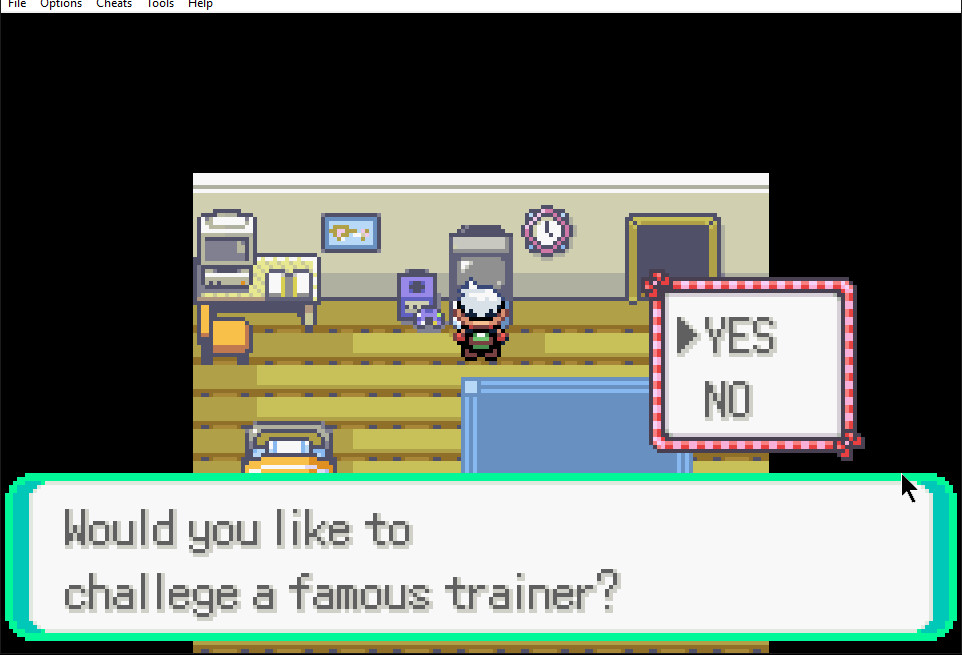 File Options Cheats Tools Help
YES
NO
Would you like to
challege a famous trainer?